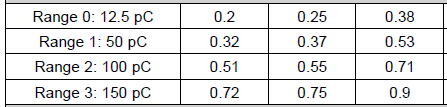 Range 0: 12.5 pC 0.2 0.25 0.38
Range 1: 50 pC 0.32 0.37 0.53
Range 2: 100 pC 0.51 0.55 0.71
Range 3: 150 pC 0.72 0.75 0.9